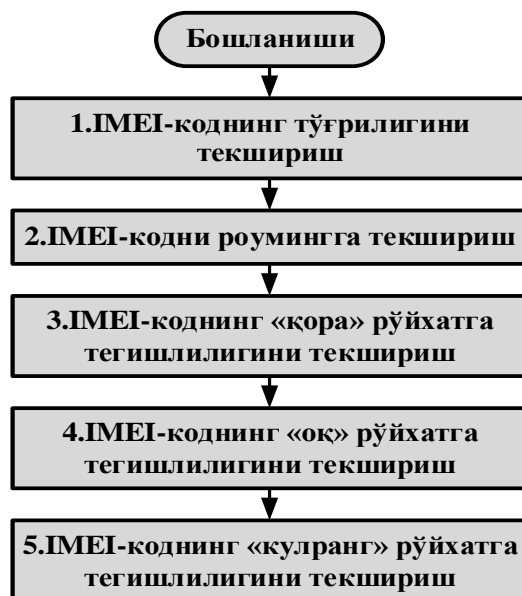 Бошланиши
1.IMEI-коднинг тўғрилигини
текшириш
2.IMEI-кодни роумингга текшириш
3.IMEI-коднинг «қора» рўйхатга
тегишлилигини текшириш
4.IMEI-коднинг «оқ» рўйхатга
тегишлилигини текшириш
5.IMEI-коднинг «кулранг» рўйхатга
тегишлилигини текшириш